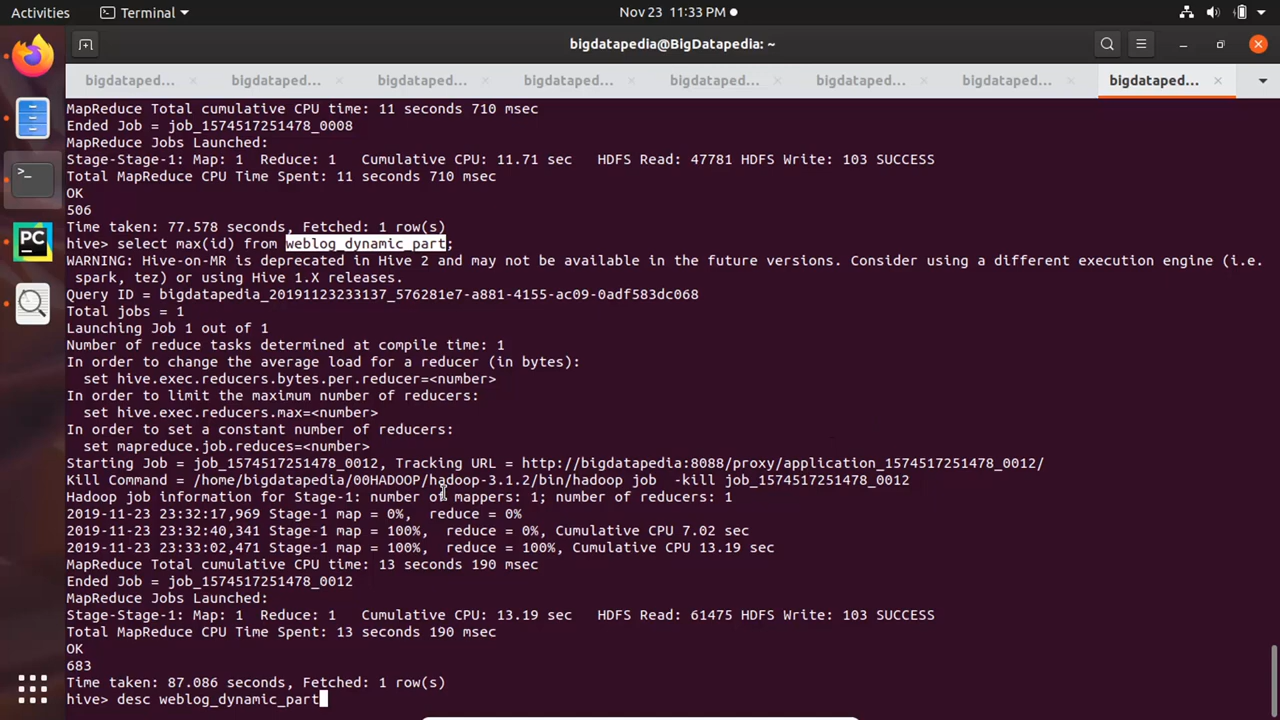 Activities
Terminal
Nov 23 11:33 PM
bigdatapedia@BigDatapedia: ~
bigdataped...
bigdataped...
bigdataped...
bigdataped...
bigdataped...
bigdataped...
bigdataped...
bigdataped...
MapReduce Total cumulative CPU time: 11 seconds 710 msec
Ended Job = job_1574517251478_0008
MapReduce Jobs Launched:
Stage-Stage-1: Map: 1  Reduce: 1   Cumulative CPU: 11.71 sec   HDFS Read: 47781 HDFS Write: 103 SUCCESS
Total MapReduce CPU Time Spent: 11 seconds 710 msec
OK
506
Time taken: 77.578 seconds, Fetched: 1 row(s)
hive> select max(id) from weblog_dynamic_part;
WARNING: Hive-on-MR is deprecated in Hive 2 and may not be available in the future versions. Consider using a different execution engine (i.e.
spark, tez) or using Hive 1.X releases.
Query ID = bigdatapedia_20191123233137_576281e7-a881-4155-ac09-0adf583dc068
Total jobs = 1
Launching Job 1 out of 1
Number of reduce tasks determined at compile time: 1
In order to change the average load for a reducer (in bytes):
  set hive.exec.reducers.bytes.per.reducer=<number>
In order to limit the maximum number of reducers:
  set hive.exec.reducers.max=<number>
In order to set a constant number of reducers:
  set mapreduce.job.reduces=<number>
Starting Job = job_1574517251478_0012, Tracking URL = http://bigdatapedia:8088/proxy/application_1574517251478_0012/
Kill Command = /home/bigdatapedia/00HADOOP/hadoop-3.1.2/bin/hadoop job  -kill job_1574517251478_0012
Hadoop job information for Stage-1: number of mappers: 1; number of reducers: 1
2019-11-23 23:32:17,969 Stage-1 map = 0%,  reduce = 0%
2019-11-23 23:32:40,341 Stage-1 map = 100%,  reduce = 0%, Cumulative CPU 7.02 sec
2019-11-23 23:33:02,471 Stage-1 map = 100%,  reduce = 100%, Cumulative CPU 13.19 sec
MapReduce Total cumulative CPU time: 13 seconds 190 msec
Ended Job = job_1574517251478_0012
MapReduce Jobs Launched:
Stage-Stage-1: Map: 1  Reduce: 1   Cumulative CPU: 13.19 sec   HDFS Read: 61475 HDFS Write: 103 SUCCESS
Total MapReduce CPU Time Spent: 13 seconds 190 msec
OK
683
Time taken: 87.086 seconds, Fetched: 1 row(s)
hive> desc weblog_dynamic_part
PC